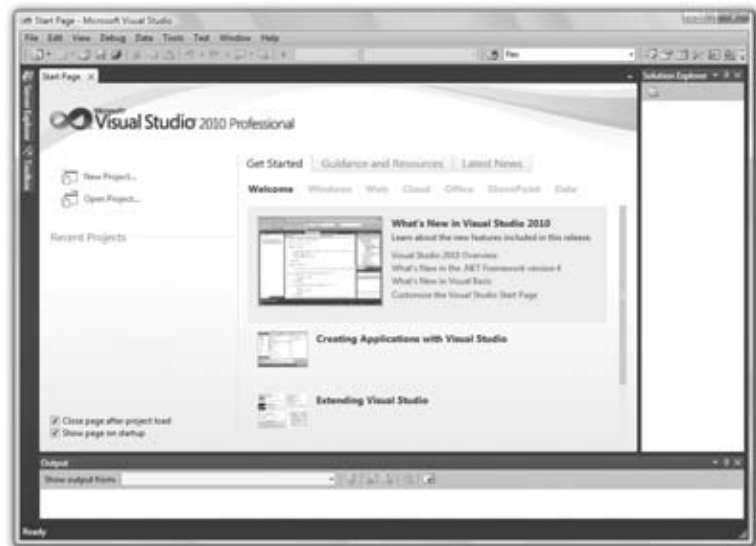 Start Page - Microsoft Visual Studio
File Edit View Debug Data Tools Test Window Help
flex
Start Page X
Solution Explorer
Server Explorer
Toolbox
Microsoft
Visual Studio 2010 Professional
New Project...
Open Project...
Recent Projects
Close page after project load
Show page on startup
Get Started Guidance and Resources Latest News
Welcome Windows Web Cloud Office SharePoint Data
What's New in Visual Studio 2010
Learn about the new features included in this release.
Visual Studio 2010 Overview
What's New in the .NET Framework version 4
What's New in Visual Basic
Customize the Visual Studio Start Page
Creating Applications with Visual Studio
Extending Visual Studio
Output
Show output from:
Ready